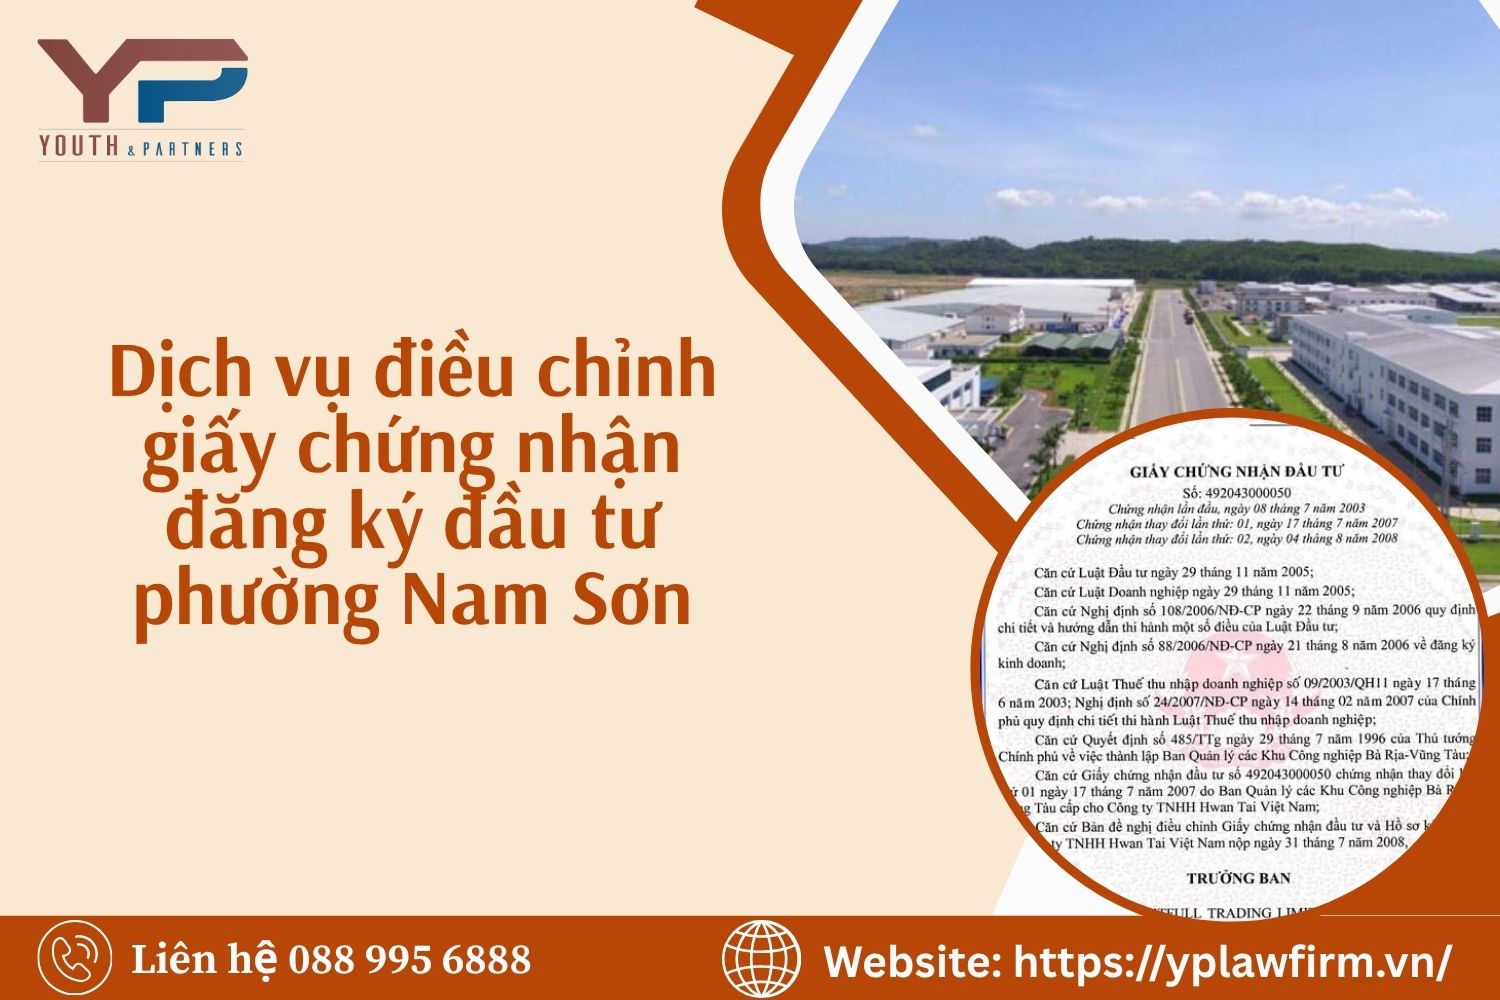 YP
YOUTH & PARTNERS
Dịch vụ điều chỉnh
giấy chứng nhận
đăng ký đầu tư
phường Nam Sơn
GIẤY CHỨNG NHẬN ĐẦU TƯ
Số: 492043000050
Chứng nhận lần đầu, ngày 08 tháng 7 năm 2003
Chứng nhận thay đổi lần thứ: 01, ngày 17 tháng 7 năm 2007
Chứng nhận thay đổi lần thứ: 02, ngày 04 tháng 8 năm 2008
Căn cứ Luật Đầu tư ngày 29 tháng 11 năm 2005;
Căn cứ Luật Doanh nghiệp ngày 29 tháng 11 năm 2005;
Căn cứ Nghị định số 108/2006/NĐ-CP ngày 22 tháng 9 năm 2006 quy định
chi tiết và hướng dẫn thi hành một số điều của Luật Đầu tư;
Căn cứ Nghị định số 88/2006/NĐ-CP ngày 21 tháng 8 năm 2006 về đăng ký
kinh doanh;
Căn cứ Luật Thuế thu nhập doanh nghiệp số 09/2003/QH11 ngày 17 tháng
6 năm 2003; Nghị định số 24/2007/NĐ-CP ngày 14 tháng 02 năm 2007 của Chính
phủ quy định chi tiết thi hành Luật Thuế thu nhập doanh nghiệp;
Căn cứ Quyết định số 485/TTg ngày 29 tháng 7 năm 1996 của Thủ tướng
Chính phủ về việc thành lập Ban Quản lý các Khu Công nghiệp Bà Rịa-Vũng Tàu;
Căn cứ Giấy chứng nhận đầu tư số 492043000050 chứng nhận thay đổi
01 ngày 17 tháng 7 năm 2007 do Ban Quản lý các Khu Công nghiệp Bà
Tàu cấp cho Công ty TNHH Hwan Tai Việt Nam;
Căn cứ Bản đề nghị điều chỉnh Giấy chứng nhận đầu tư và Hồ sơ
ty TNHH Hwan Tai Việt Nam nộp ngày 31 tháng 7 năm 2008,
TRƯỞNG BAN
TRADING
Liên hệ 088 995 6888
Website: https://yplawfirm.vn/